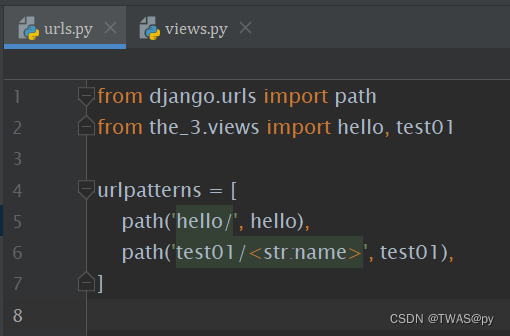 urls.py views.py
1 from django.urls import path
2 from the_3.views import hello, test01
3
4 urlpatterns = [
5 path('hello/', hello),
6 path('test01/<str:name>', test01),
7 ]
8
CSDN @TWAS@py